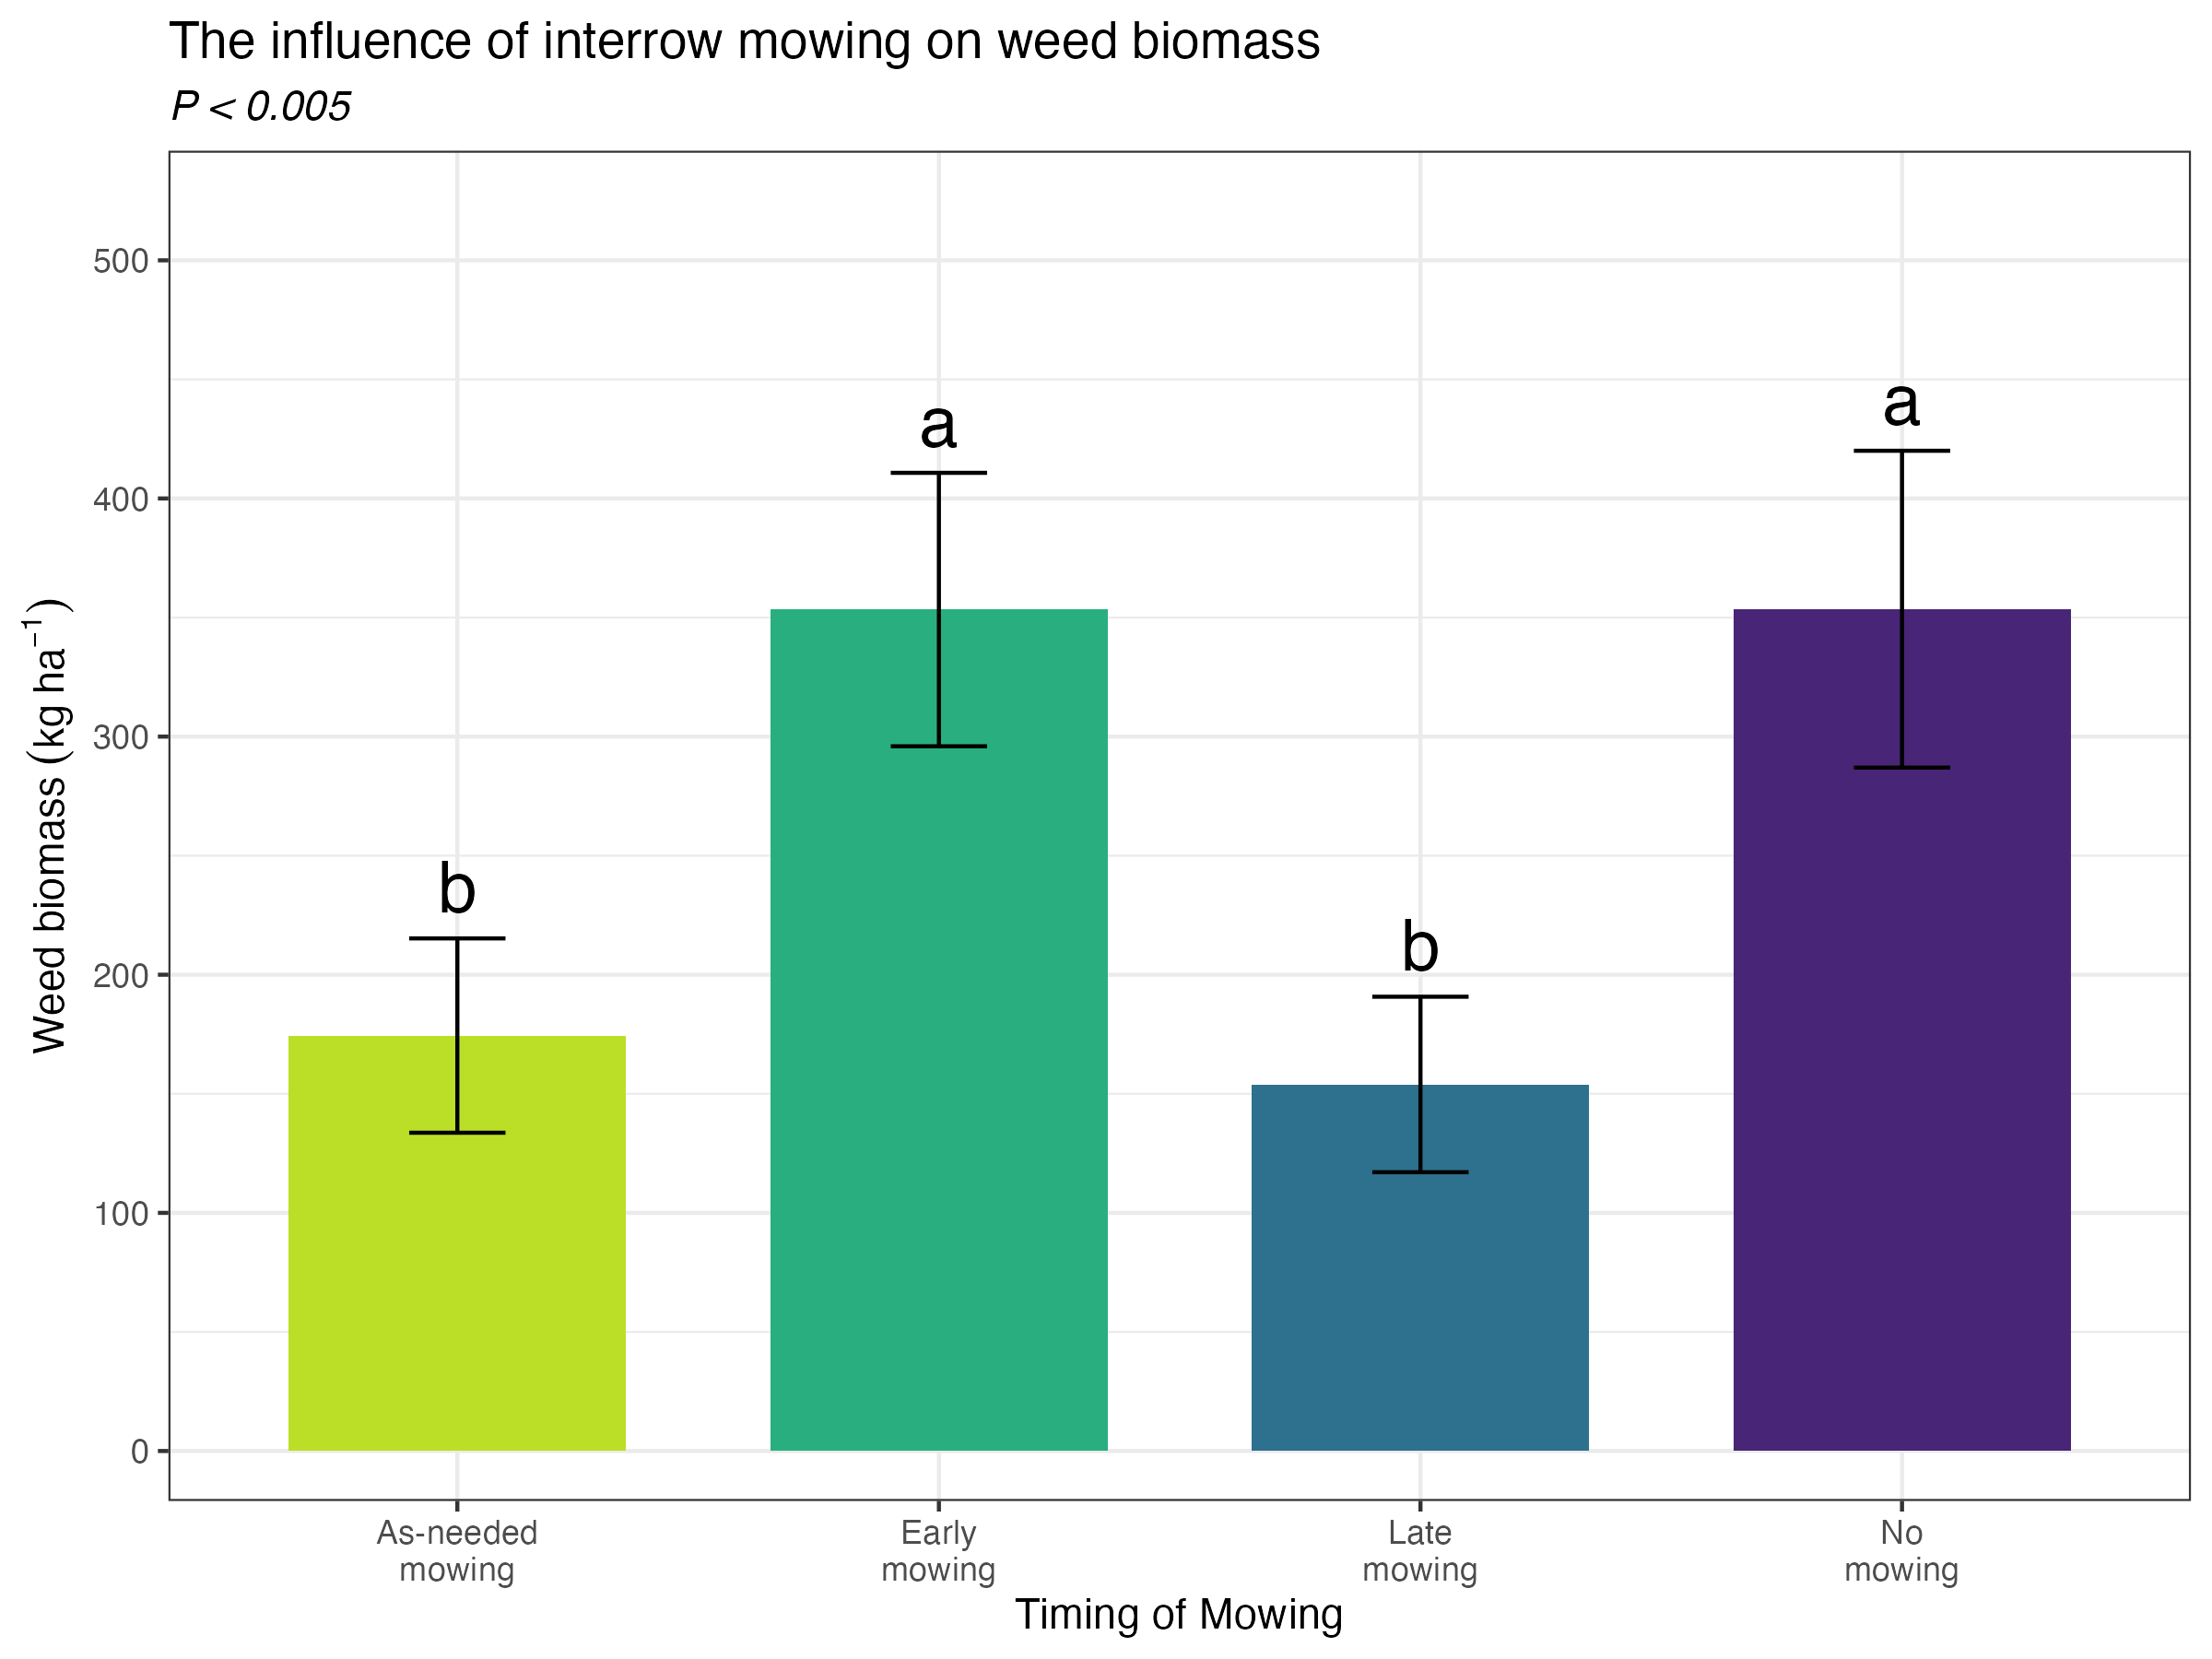 The influence of interrow mowing on weed biomass
P < 0.005
Weed biomass (kg ha⁻¹)
500
400
300
200
100
0
b
a
b
a
As-needed
mowing
Early
mowing
Late
mowing
No
mowing
Timing of Mowing